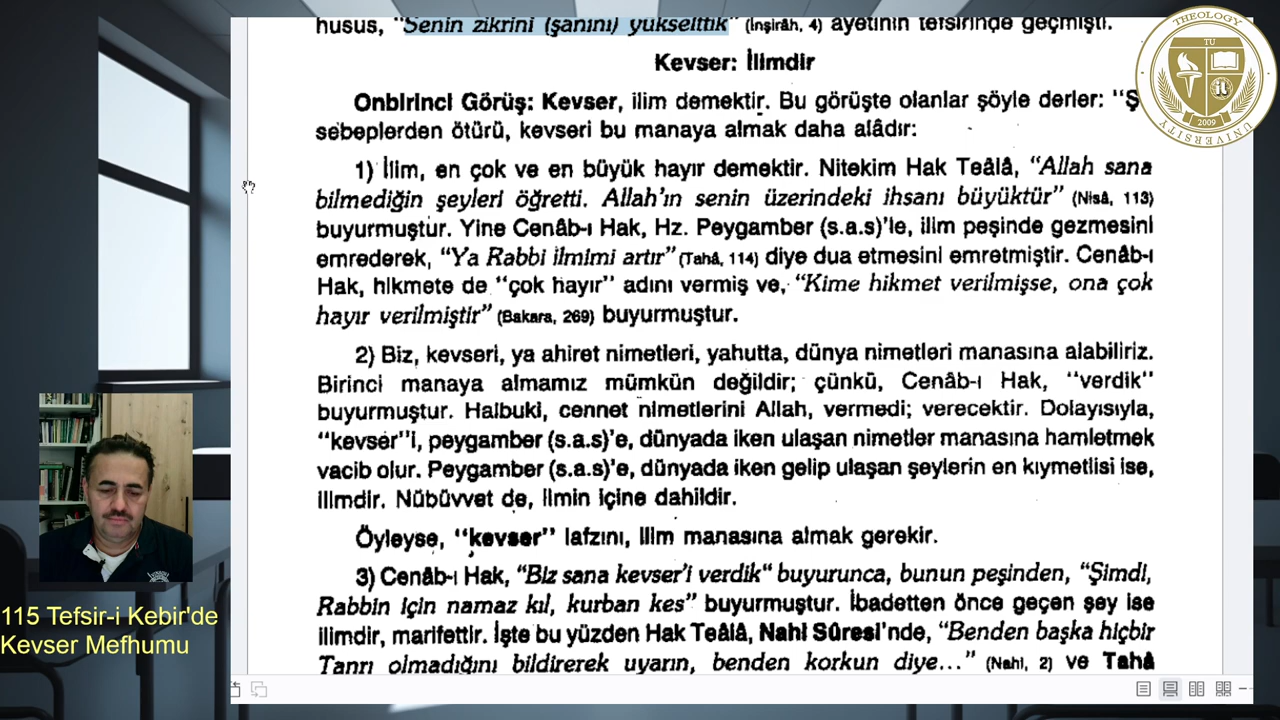 husus, “Senin zikrini (şanını) yükselttik” (İnşirâh, 4) ayetinin tefsirinde geçmişti.
Kevser: İlimdir
Onbirinci Görüş: Kevser, ilim demektir. Bu görüşte olanlar şöyle derler: “Ş
sebeplerden ötürü, kevseri bu manaya almak daha alâdır:
1) İlim, en çok ve en büyük hayır demektir. Nitekim Hak Teâlâ, “Allah sana
bilmediğin şeyleri öğretti. Allah’ın senin üzerindeki ihsanı büyüktür” (Nisâ, 113)
buyurmuştur. Yine Cenâb-ı Hak, Hz. Peygamber (s.a.s)’le, ilim peşinde gezmesini
emrederek, “Ya Rabbi ilmimi artır” (Tahâ, 114) diye dua etmesini emretmiştir. Cenâb-ı
Hak, hikmete de “çok hayır” adını vermiş ve, “Kime hikmet verilmişse, ona çok
hayır verilmiştir” (Bakara, 269) buyurmuştur.
2) Biz, kevseri, ya ahiret nimetleri, yahutta, dünya nimetleri manasına alabiliriz.
Birinci manaya almamız mümkün değildir; çünkü, Cenâb-ı Hak, “verdik”
buyurmuştur. Halbuki, cennet nimetlerini Allah, vermedi; verecektir. Dolayısıyla,
“kevser”i, peygamber (s.a.s)’e, dünyada iken ulaşan nimetler manasına hamletmek
vacib olur. Peygamber (s.a.s)’e, dünyada iken gelip ulaşan şeylerin en kıymetlisi ise,
ilimdir. Nübüvvet de, ilmin içine dahildir.
Öyleyse, “kevser” lafzını, ilim manasına almak gerekir.
3) Cenâb-ı Hak, “Biz sana kevser’i verdik“ buyurunca, bunun peşinden, “Şimdi,
Rabbin için namaz kıl, kurban kes” buyurmuştur. İbadetten önce geçen şey ise
ilimdir, marifettir. İşte bu yüzden Hak Teâlâ, Nahl Sûresi’nde, “Benden başka hiçbir
Tanrı olmadığını bildirerek uyarın, benden korkun diye...” (Nahl, 2) ve Tahâ
115 Tefsir-i Kebir'de
Kevser Mefhumu
THEOLOGY
TU
2009
UNIVERSITY